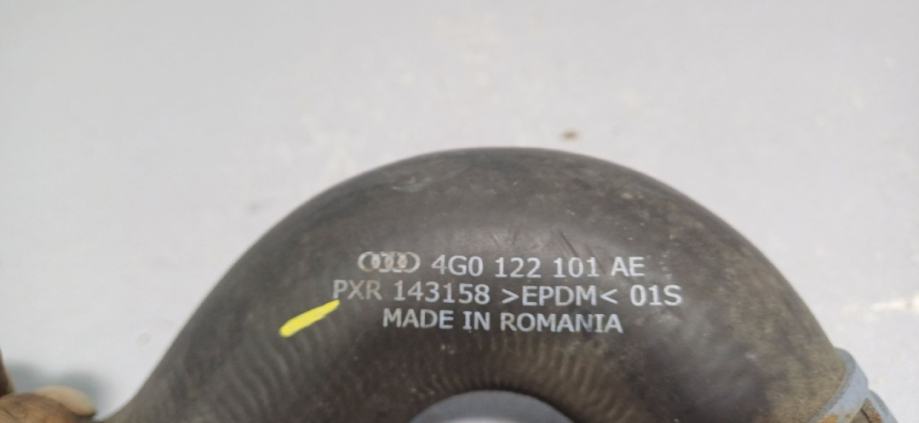 4G0 122 101 AE
PXR 143158 >EPDM< 01S
MADE IN ROMANIA